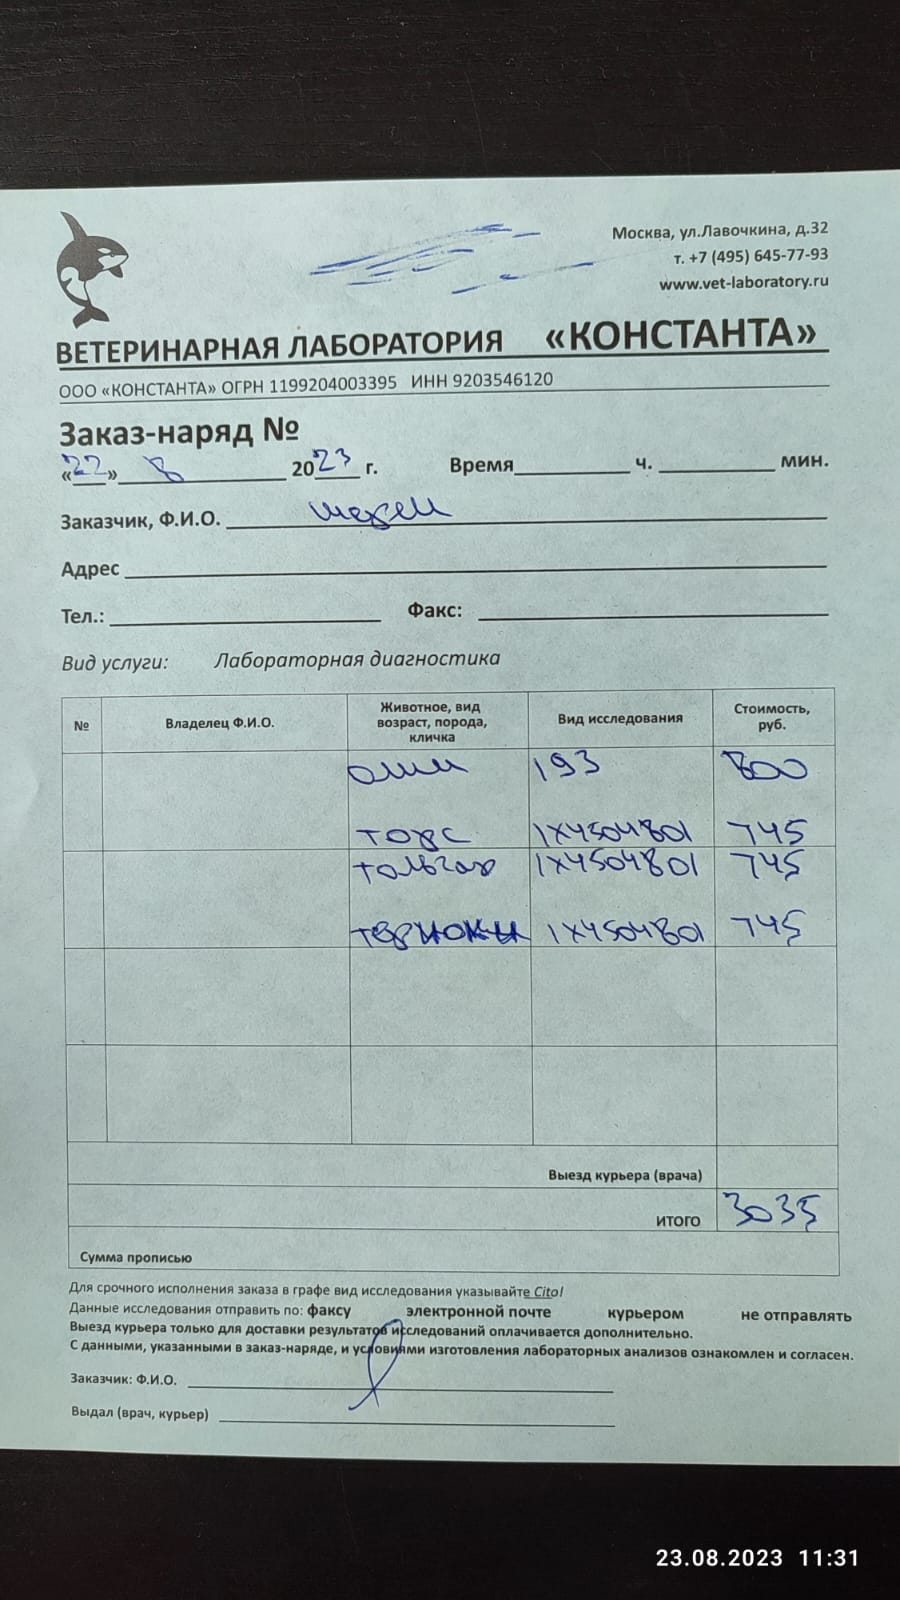 Москва, ул.Лавочкина, д.32
т. +7 (495) 645-77-93
www.vet-laboratory.ru
ВЕТЕРИНАРНАЯ ЛАБОРАТОРИЯ «КОНСТАНТА»
ООО «КОНСТАНТА» ОГРН 1199204003395 ИНН 9203546120
Заказ-наряд №
«22» 8 2023 г. Время ч. мин.
Заказчик, Ф.И.О.
Адрес
Тел.: Факс:
Вид услуги: Лабораторная диагностика
№ Владелец Ф.И.О. Животное, вид возраст, порода, кличка Вид исследования Стоимость, руб.
193 800
1X4504801 745
1X4504801 745
1X4504801 745
Выезд курьера (врача)
ИТОГО 3035
Сумма прописью
Для срочного исполнения заказа в графе вид исследования указывайте Cito!
Данные исследования отправить по: факсу электронной почте курьером не отправлять
Выезд курьера только для доставки результатов исследований оплачивается дополнительно.
С данными, указанными в заказ-наряде, и условиями изготовления лабораторных анализов ознакомлен и согласен.
Заказчик: Ф.И.О.
Выдал (врач, курьер)
23.08.2023 11:31